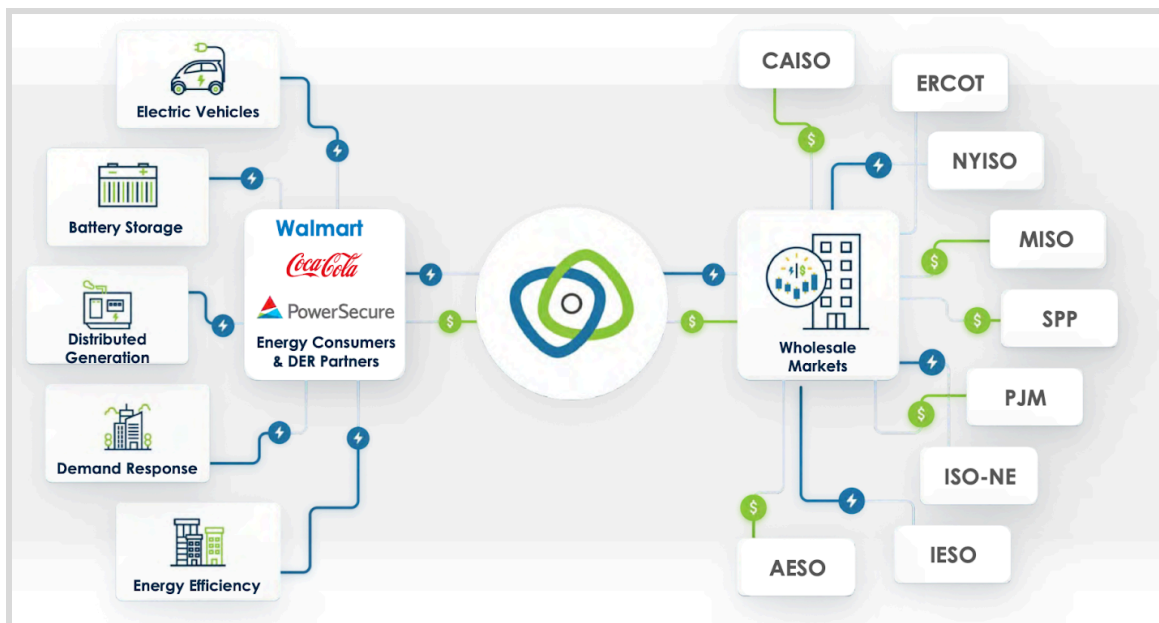 Electric Vehicles
Battery Storage
Distributed
Generation
Demand Response
Energy Efficiency
Walmart
Coca-Cola
PowerSecure
Energy Consumers
& DER Partners
Wholesale
Markets
CAISO
ERCOT
NYISO
MISO
SPP
PJM
ISO-NE
IESO
AESO